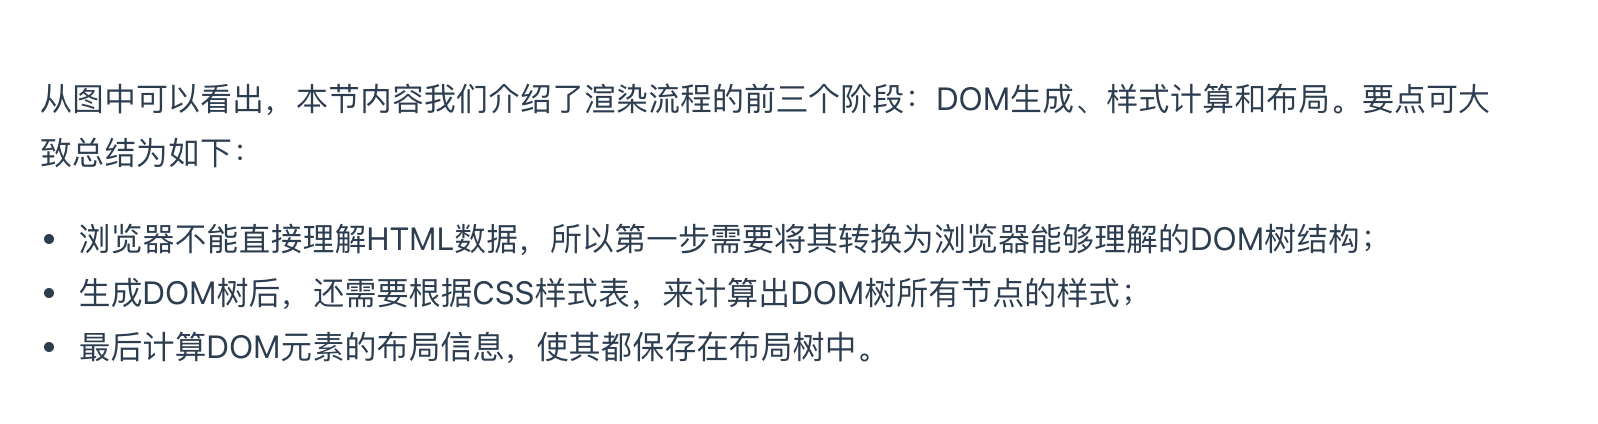 从图中可以看出，本节内容我们介绍了渲染流程的前三个阶段：DOM生成、样式计算和布局。要点可大
致总结为如下：
• 浏览器不能直接理解HTML数据，所以第一步需要将其转换为浏览器能够理解的DOM树结构；
• 生成DOM树后，还需要根据CSS样式表，来计算出DOM树所有节点的样式；
• 最后计算DOM元素的布局信息，使其都保存在布局树中。